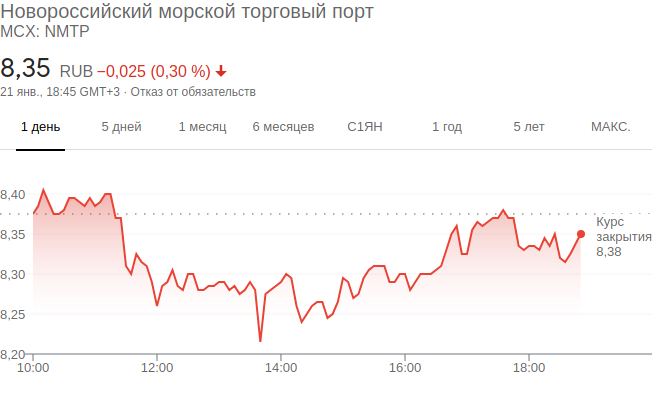 Новороссийский морской торговый порт
MCX: NMTP
8,35 RUB −0,025 (0,30 %)
21 янв., 18:45 GMT+3 · Отказ от обязательств
1 день 5 дней 1 месяц 6 месяцев С1ЯН 1 год 5 лет МАКС.
8,40
8,35
8,30
8,25
8,20
Курс
закрытия
8,38
10:00 12:00 14:00 16:00 18:00